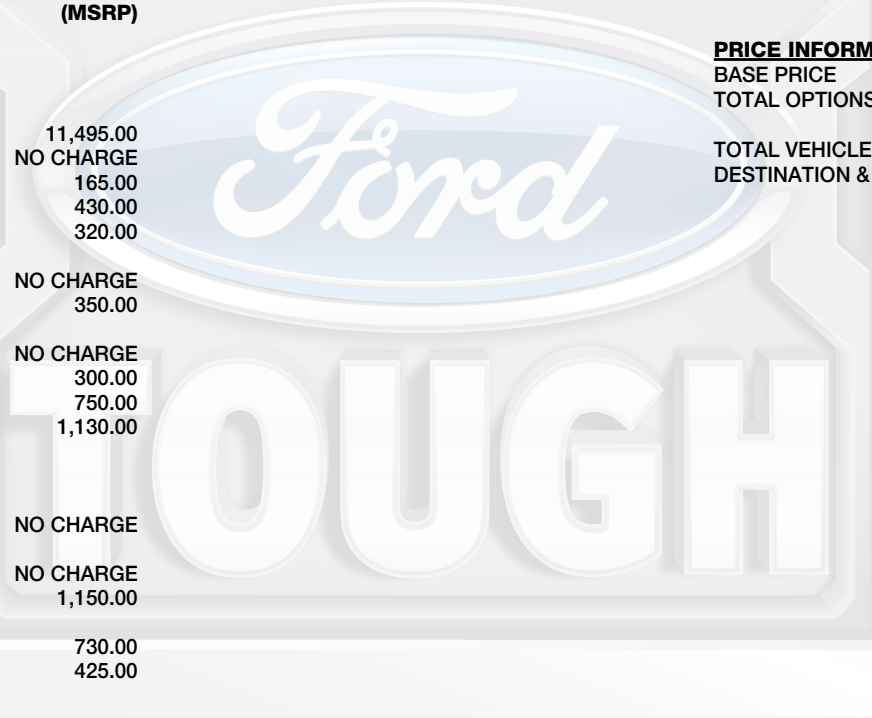 (MSRP)
PRICE INFORM
BASE PRICE
TOTAL OPTIONS
TOTAL VEHICLE
DESTINATION &
11,495.00
NO CHARGE
165.00
430.00
320.00
NO CHARGE
350.00
NO CHARGE
300.00
750.00
1,130.00
NO CHARGE
NO CHARGE
1,150.00
730.00
425.00
Ford
TOUGH